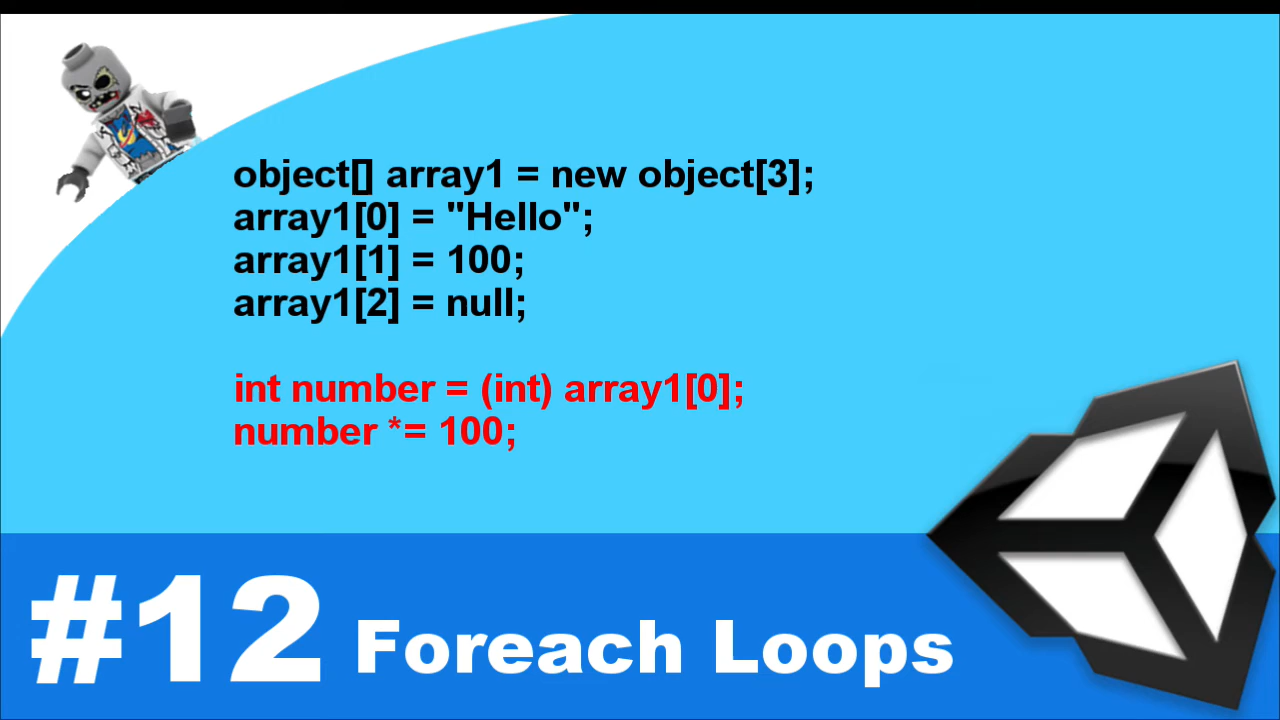 object[] array1 = new object[3];
array1[0] = "Hello";
array1[1] = 100;
array1[2] = null;
int number = (int) array1[0];
number *= 100;
#12 Foreach Loops